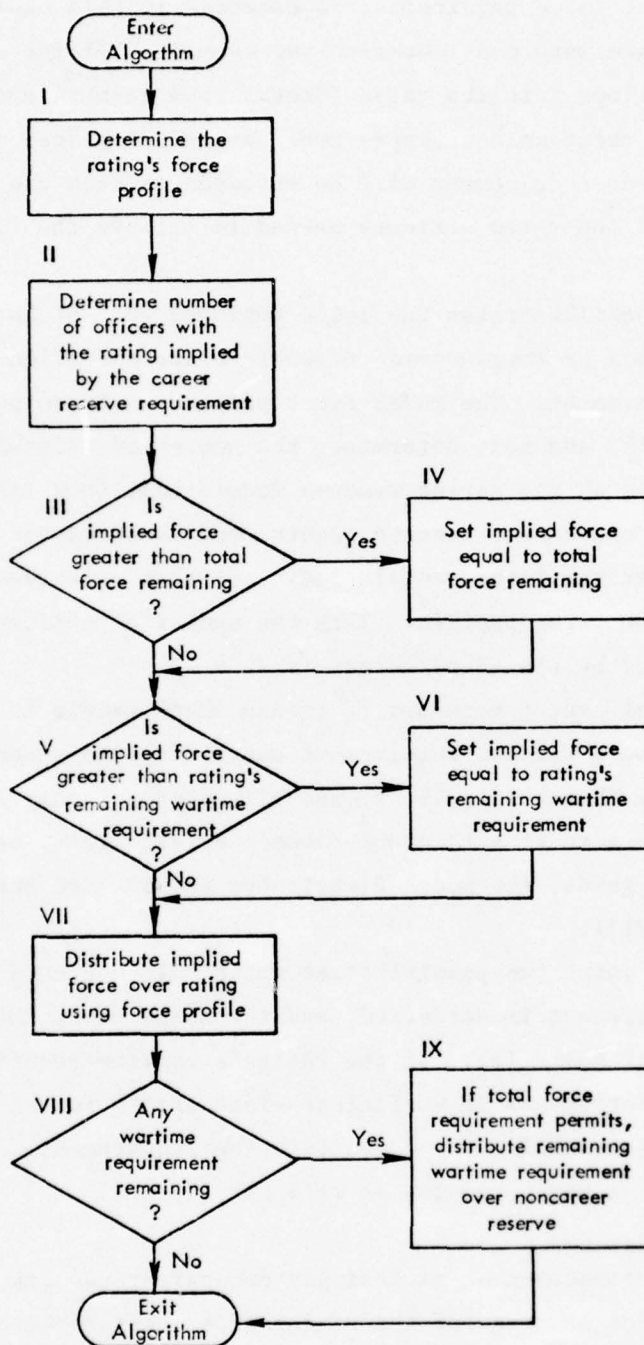 Enter
Algorthm
I
Determine the
rating's force
profile
II
Determine number
of officers with
the rating implied
by the career
reserve requirement
III
Is
implied force
greater than total
force remaining
?
Yes
No
IV
Set implied force
equal to total
force remaining
V
Is
implied force
greater than rating's
remaining wartime
requirement
?
Yes
No
VI
Set implied force
equal to rating's
remaining wartime
requirement
VII
Distribute implied
force over rating
using force profile
VIII
Any
wartime
requirement
remaining
?
Yes
No
IX
If total force
requirement permits,
distribute remaining
wartime requirement
over noncareer
reserve
Exit
Algorithm